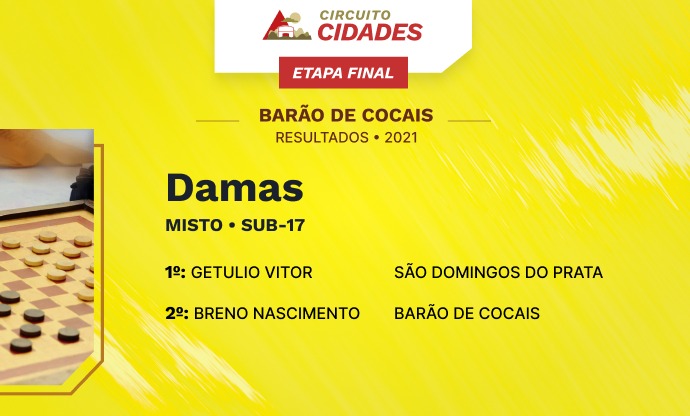 CIRCUITO
CIDADES
ETAPA FINAL
BARÃO DE COCAIS
RESULTADOS • 2021
Damas
MISTO • SUB-17
1º: GETULIO VITOR SÃO DOMINGOS DO PRATA
2º: BRENO NASCIMENTO BARÃO DE COCAIS